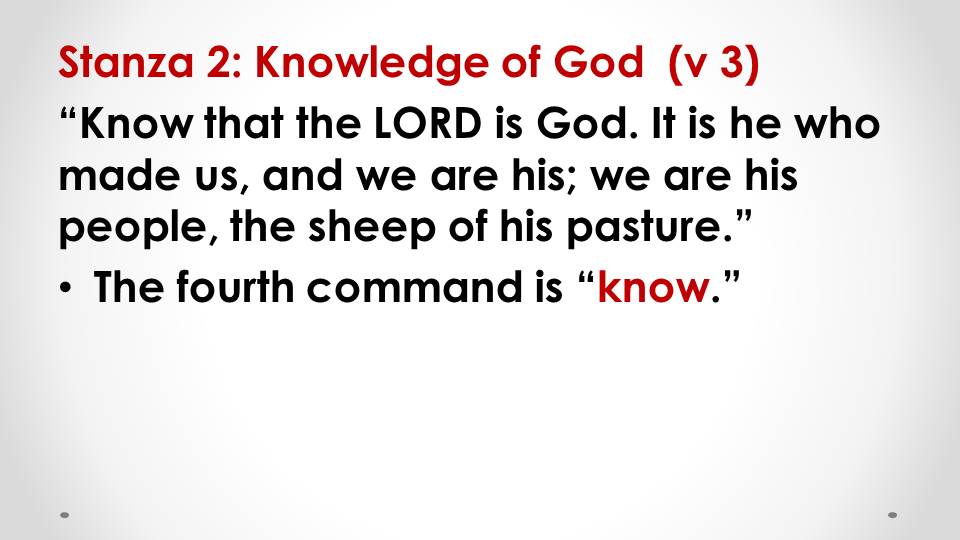 Stanza 2: Knowledge of God  (v 3)
“Know that the LORD is God. It is he who
made us, and we are his; we are his
people, the sheep of his pasture.”
• The fourth command is “know.”